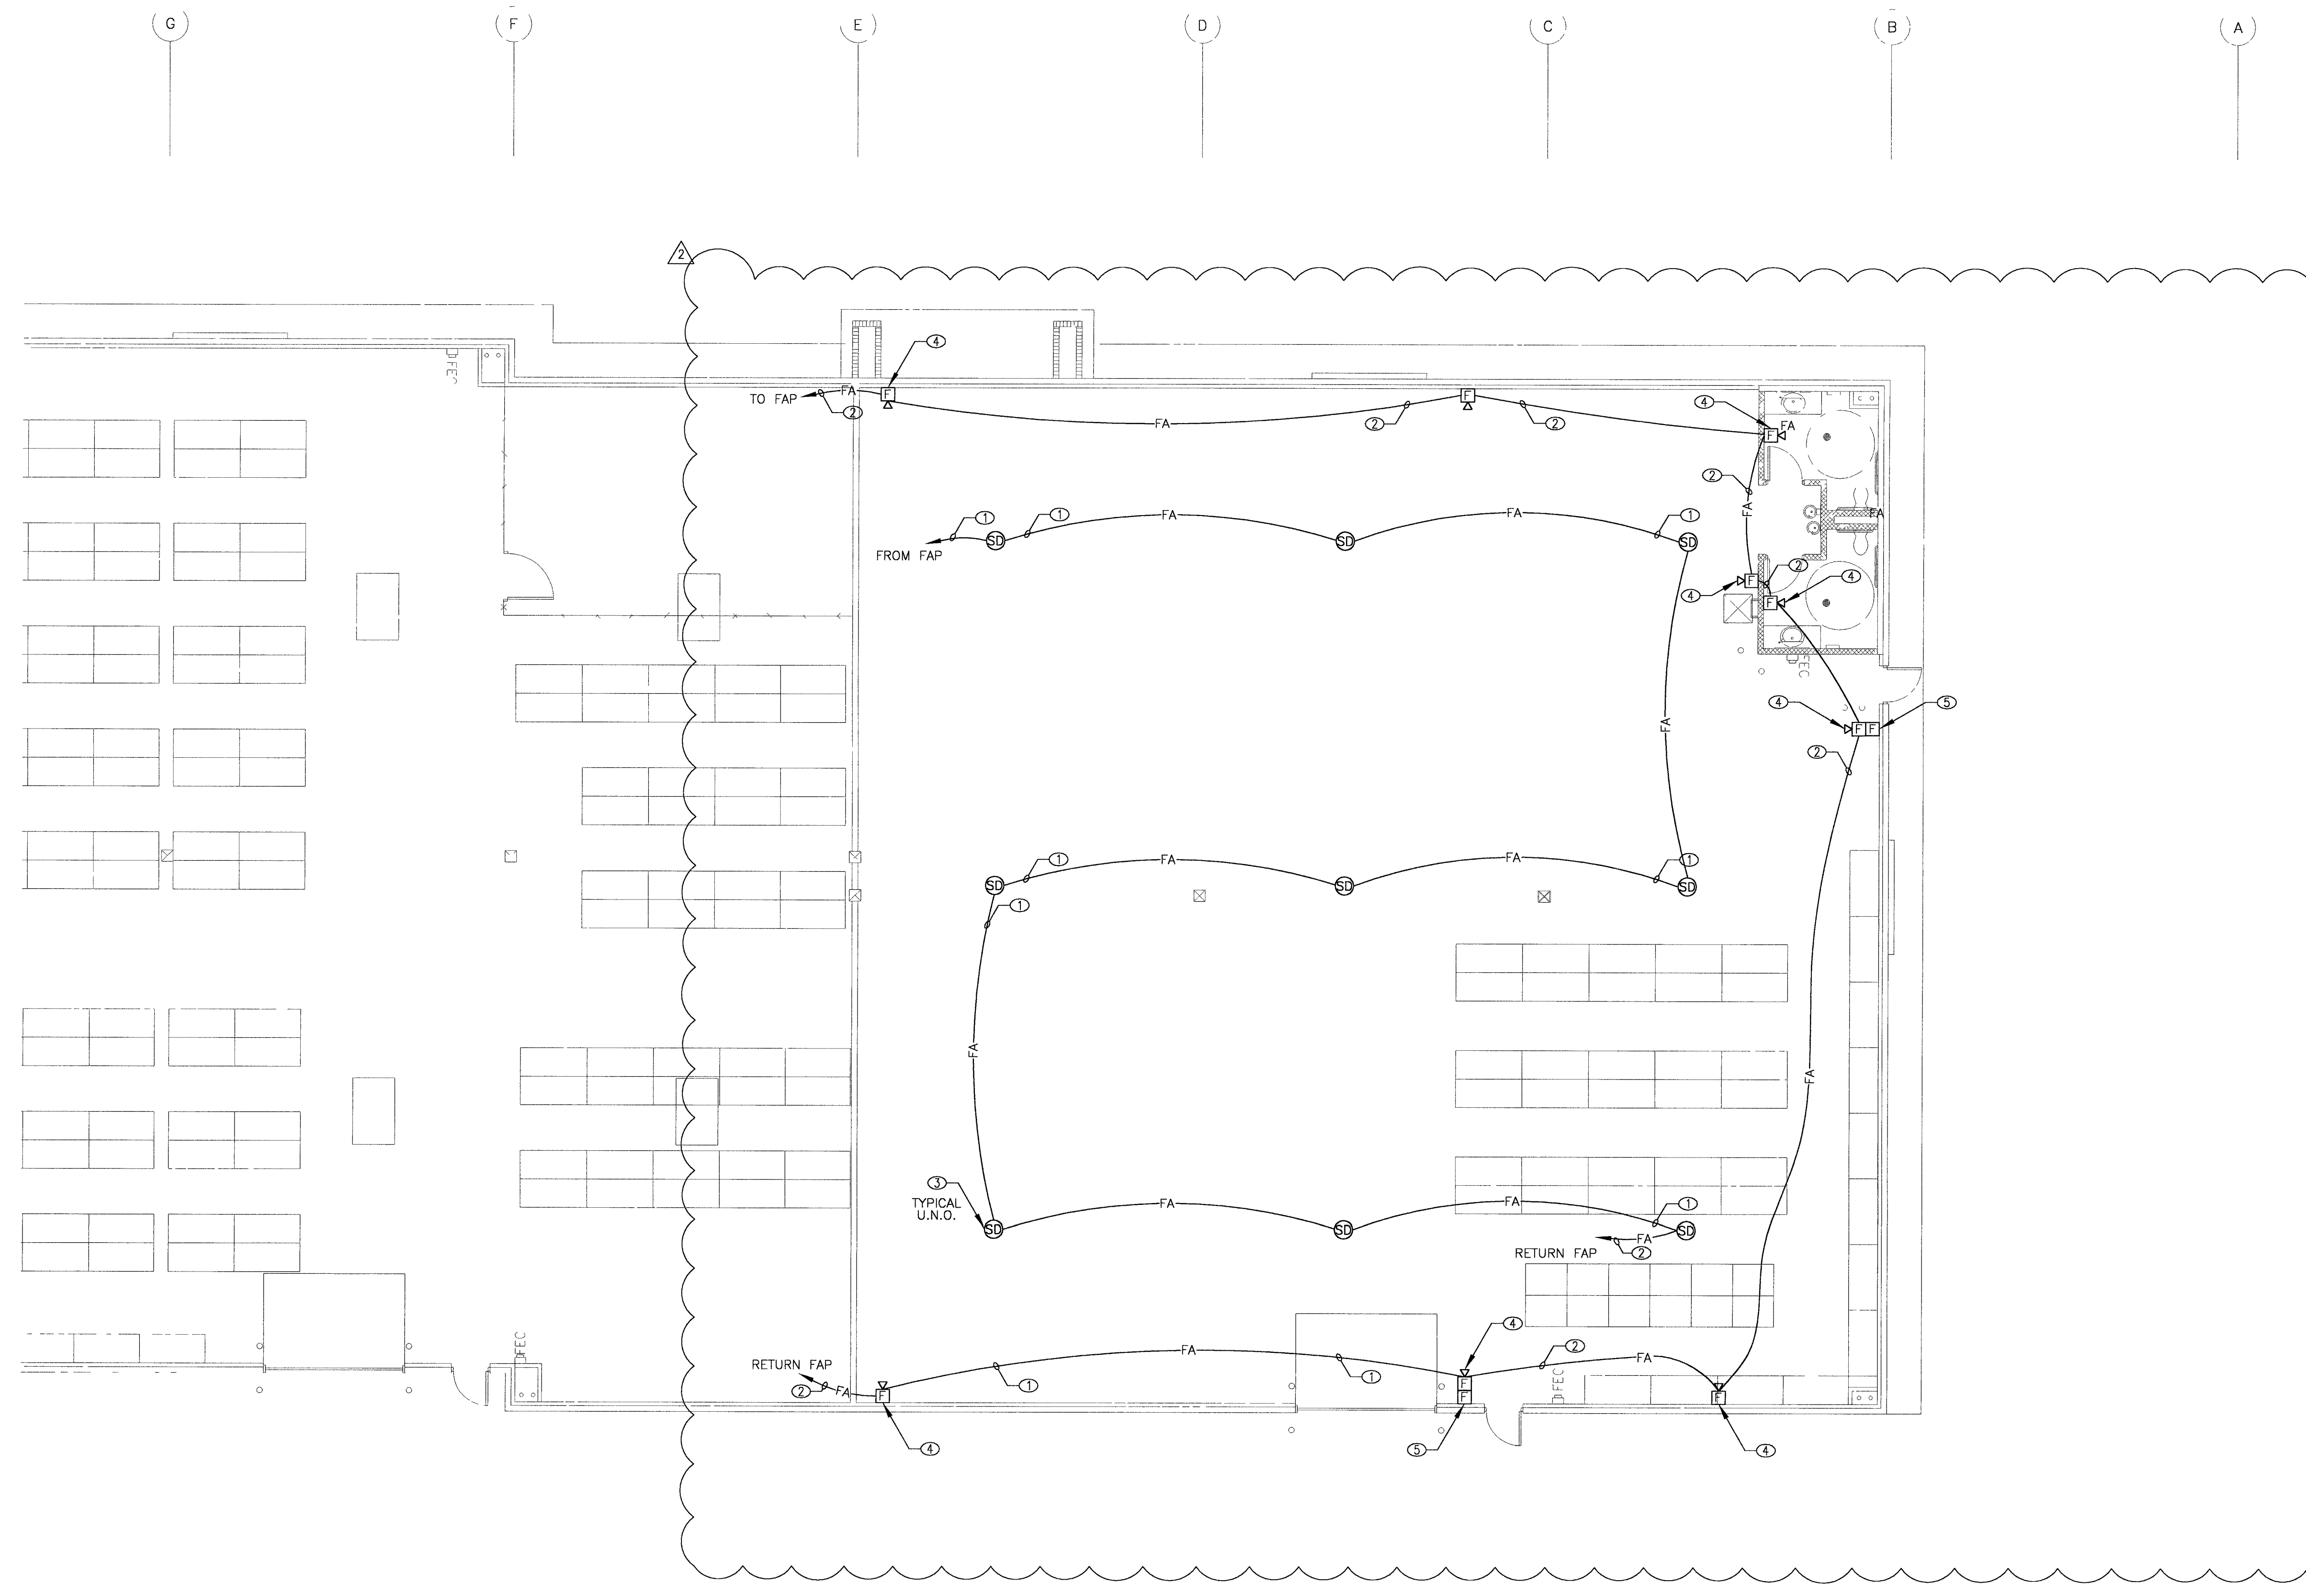 G F E D C B A
2
4
FEC
TO FAP FA 2 F F 4 FA
FA 2 2 F
2
1 1 FA FA 1 FA FA
FROM FAP SD SD SD
2
4 F 4
F
FEC
4 5
F F
FA
2
1 FA FA 1
SD SD SD
1
FA
FA
3
TYPICAL
U.N.O.
FA FA 1
SD SD SD
FA
RETURN FAP 2
4
FEC
FA 2 FA
RETURN FAP 1 1
2 FA F F F FEC F
4 5 4